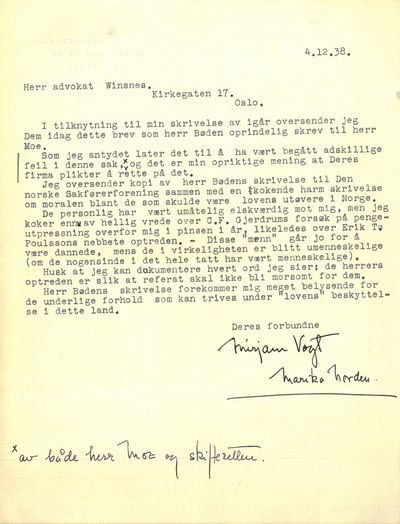 4.12.38.
Herr advokat Winsnes.
Kirkegaten 17.
Oslo.
I tilknytning til min skrivelse av igår oversender jeg
Dem idag dette brev som herr Bøden oprindelig skrev til herr
Moe.
Som jeg antydet later det til å ha vært begått adskillige
feil i denne sak,x og det er min opriktige mening at Deres
firma plikter å rette på det.
Jeg oversender kopi av herr Bødens skrivelse til Den
norske Sakførerforening sammen med en kokende harm skrivelse
om moralen blant de som skulde være lovens utøvere i Norge.
De personlig har vært umåtelig elskværdig mot mig, men jeg
koker ennu av hellig vrede over C.F. Gjerdrums forsøk på penge-
utpresning overfor mig i pinsen i år, likeledes over Erik T.
Poulssons nebbete optreden. - Disse "menn" går jo for å
være dannede, mens de i virkeligheten er blitt umenneskelige
(om de nogensinde i det hele tatt har vært menneskelige).
Husk at jeg kan dokumentere hvert ord jeg sier: de herrers
optreden er slik at referat skal ikke bli morsomt for dem.
Herr Bødens skrivelse forekommer mig meget belysende for
de underlige forhold som kan trives under "lovens" beskyttel-
se i dette land.
Deres forbundne
Mirjam Vogt
Marika Norden.
x av både herr Moe og skifteretten.